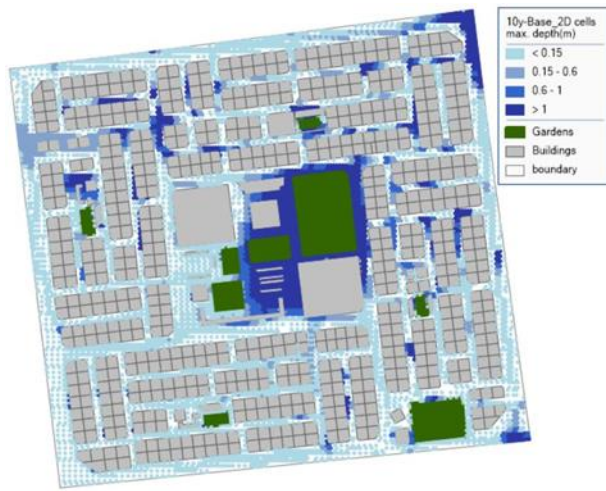 10y-Base_2D cells
max. depth(m)
< 0.15
0.15 - 0.6
0.6 - 1
> 1
Gardens
Buildings
boundary